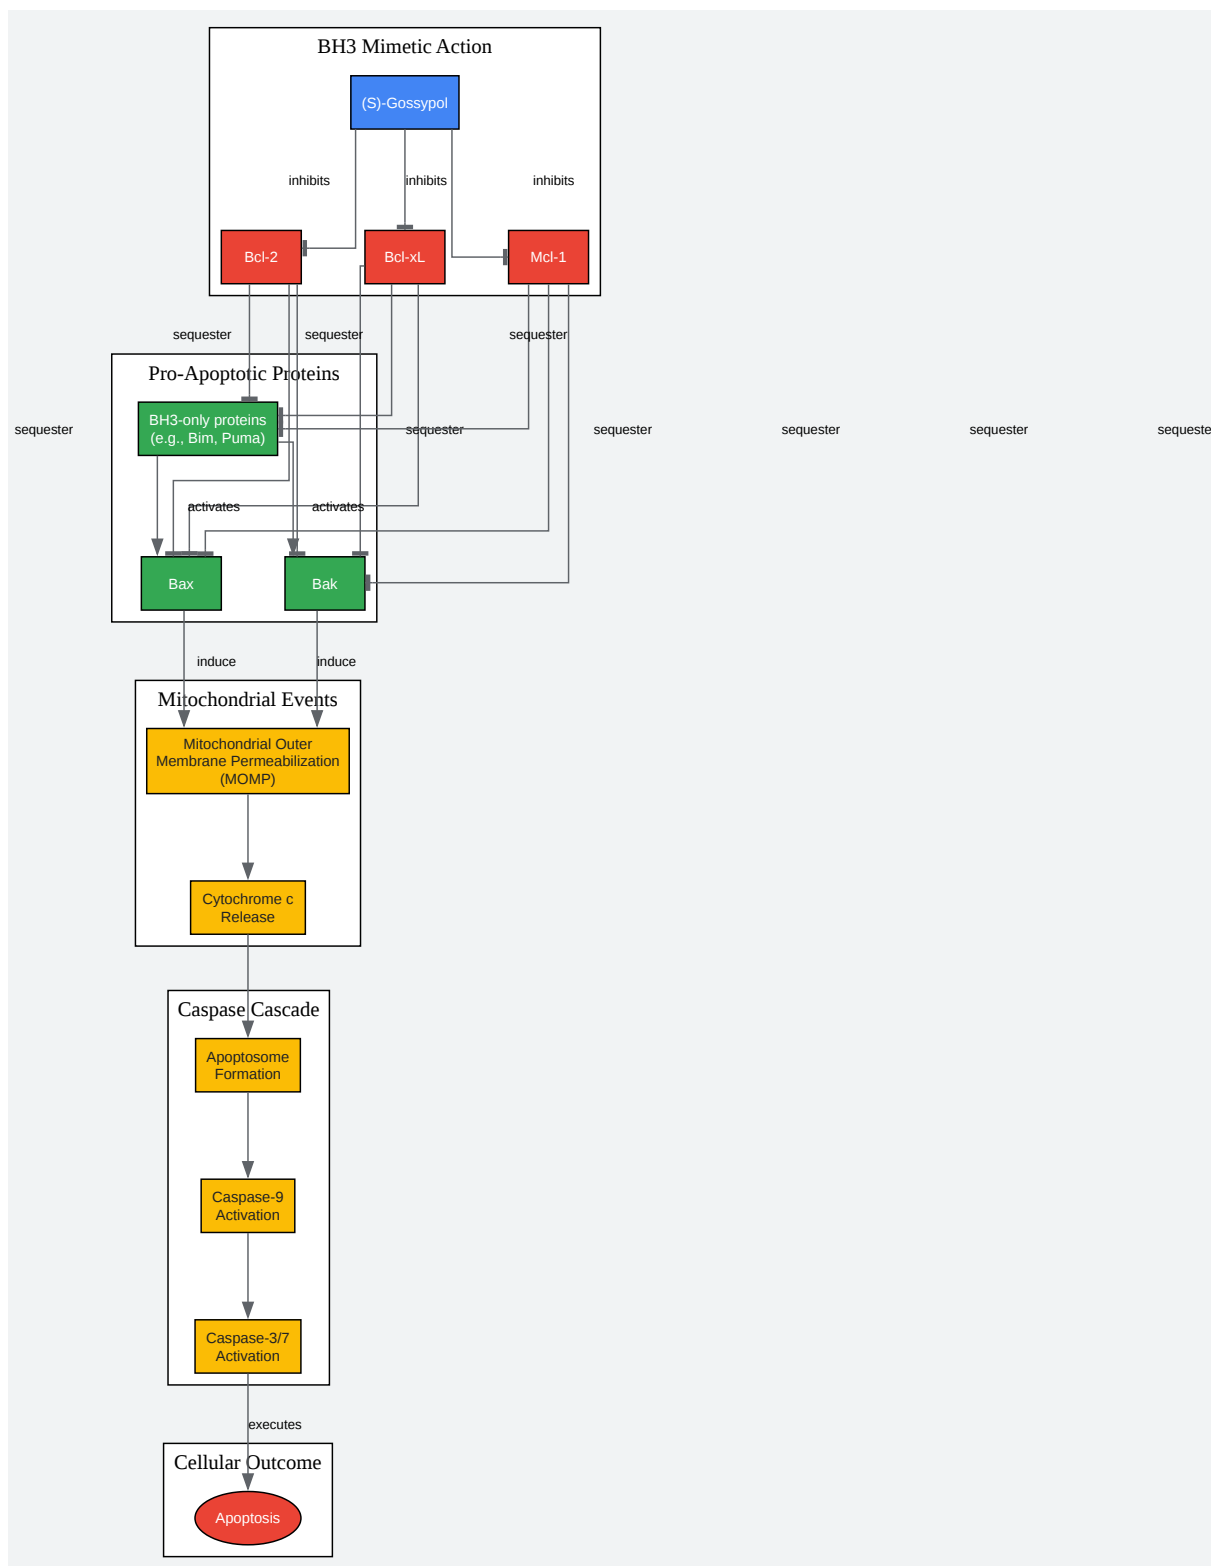 BH3 Mimetic Action
(S)-Gossypol
inhibits
inhibits
inhibits
Bcl-2
Bcl-xL
Mcl-1
sequester
sequester
sequester
Pro-Apoptotic Proteins
BH3-only proteins
(e.g., Bim, Puma)
sequester
sequester
sequester
sequester
sequester
sequeste
activates
activates
Bax
Bak
induce
induce
Mitochondrial Events
Mitochondrial Outer
Membrane Permeabilization
(MOMP)
Cytochrome c
Release
Caspase Cascade
Apoptosome
Formation
Caspase-9
Activation
Caspase-3/7
Activation
executes
Cellular Outcome
Apoptosis